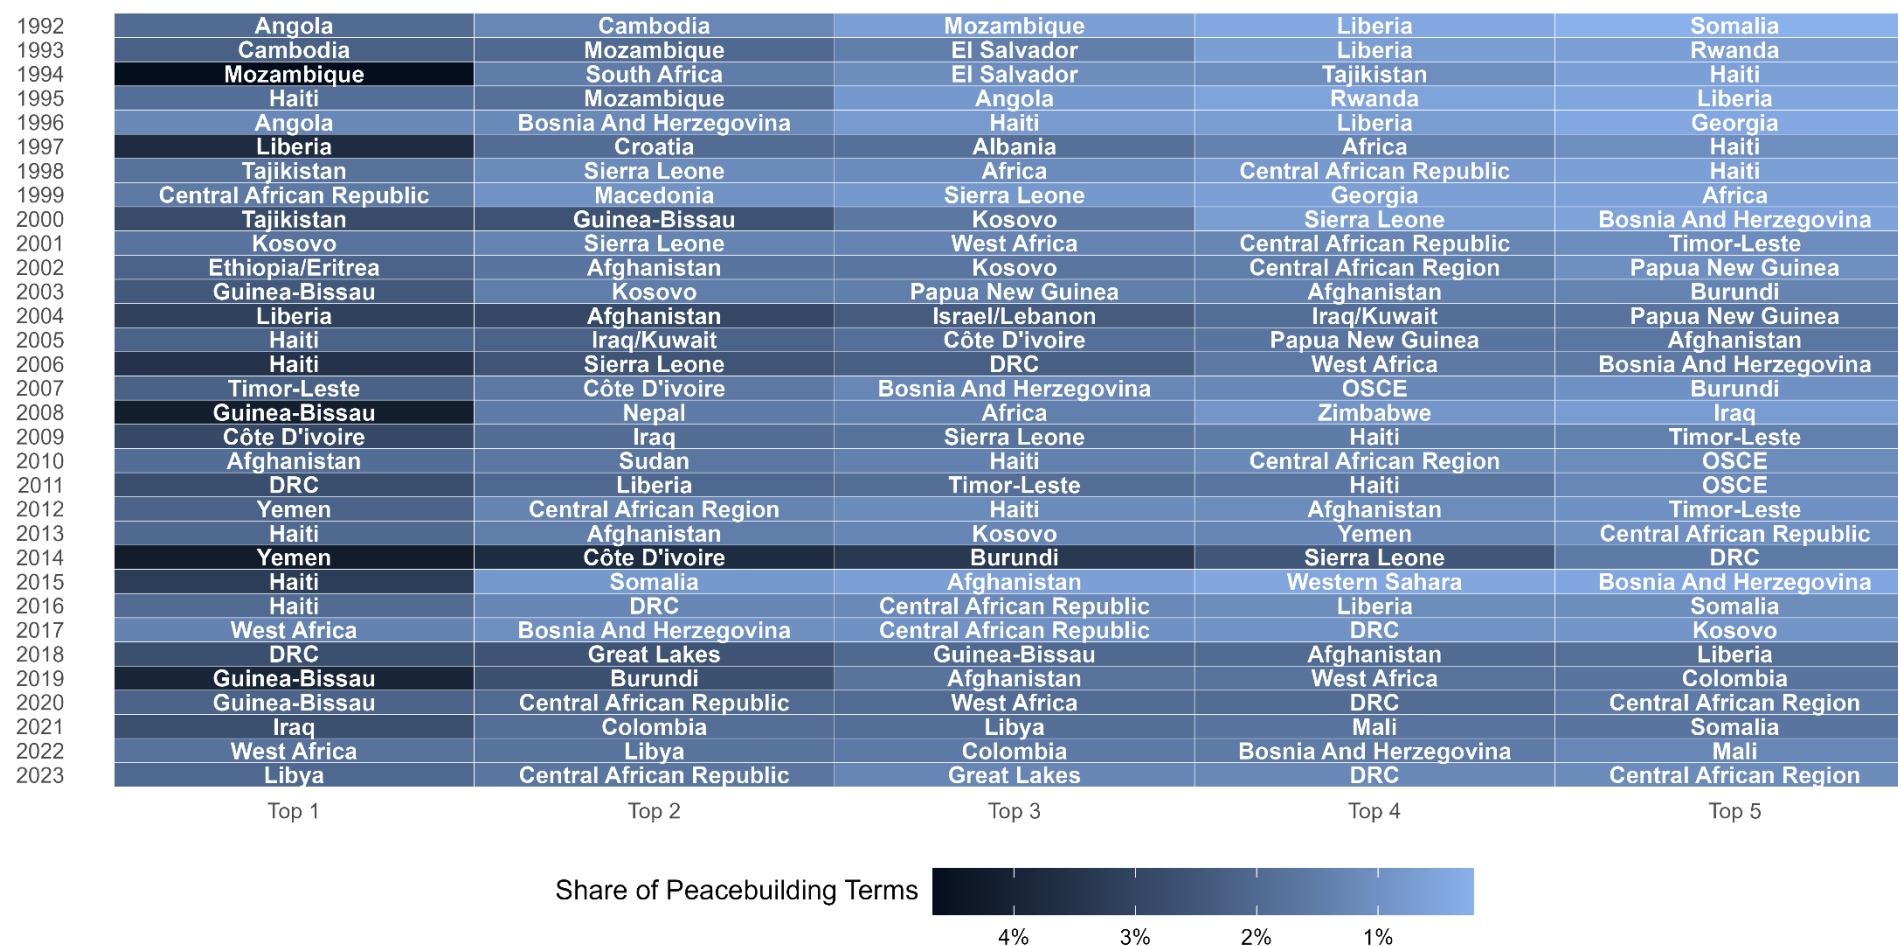 1992 Angola Cambodia Mozambique Liberia Somalia
1993 Cambodia Mozambique El Salvador Liberia Rwanda
1994 Mozambique South Africa El Salvador Tajikistan Haiti
1995 Haiti Mozambique Angola Rwanda Liberia
1996 Angola Bosnia And Herzegovina Haiti Liberia Georgia
1997 Liberia Croatia Albania Africa Haiti
1998 Tajikistan Sierra Leone Africa Central African Republic Haiti
1999 Central African Republic Macedonia Sierra Leone Georgia Africa
2000 Tajikistan Guinea-Bissau Kosovo Sierra Leone Bosnia And Herzegovina
2001 Kosovo Sierra Leone West Africa Central African Republic Timor-Leste
2002 Ethiopia/Eritrea Afghanistan Kosovo Central African Region Papua New Guinea
2003 Guinea-Bissau Kosovo Papua New Guinea Afghanistan Burundi
2004 Liberia Afghanistan Israel/Lebanon Iraq/Kuwait Papua New Guinea
2005 Haiti Iraq/Kuwait Côte D'ivoire Papua New Guinea Afghanistan
2006 Haiti Sierra Leone DRC West Africa Bosnia And Herzegovina
2007 Timor-Leste Côte D'ivoire Bosnia And Herzegovina OSCE Burundi
2008 Guinea-Bissau Nepal Africa Zimbabwe Iraq
2009 Côte D'ivoire Iraq Sierra Leone Haiti Timor-Leste
2010 Afghanistan Sudan Haiti Central African Region OSCE
2011 DRC Liberia Timor-Leste Haiti OSCE
2012 Yemen Central African Region Haiti Afghanistan Timor-Leste
2013 Haiti Afghanistan Kosovo Yemen Central African Republic
2014 Yemen Côte D'ivoire Burundi Sierra Leone DRC
2015 Haiti Somalia Afghanistan Western Sahara Bosnia And Herzegovina
2016 Haiti DRC Central African Republic Liberia Somalia
2017 West Africa Bosnia And Herzegovina Central African Republic DRC Kosovo
2018 DRC Great Lakes Guinea-Bissau Afghanistan Liberia
2019 Guinea-Bissau Burundi Afghanistan West Africa Colombia
2020 Guinea-Bissau Central African Republic West Africa DRC Central African Region
2021 Iraq Colombia Libya Mali Somalia
2022 West Africa Libya Colombia Bosnia And Herzegovina Mali
2023 Libya Central African Republic Great Lakes DRC Central African Region
Top 1 Top 2 Top 3 Top 4 Top 5
Share of Peacebuilding Terms
4% 3% 2% 1%